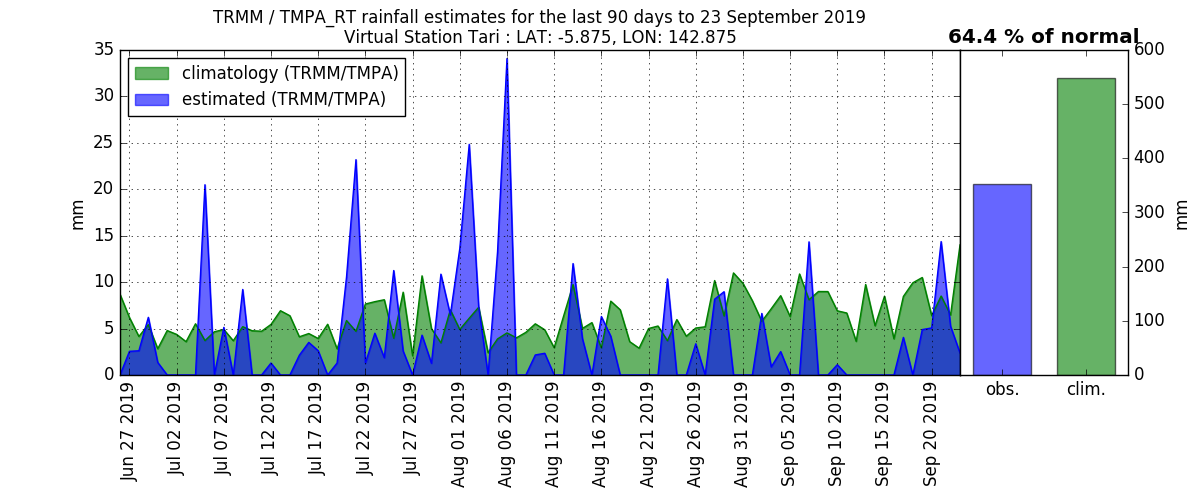 TRMM / TMPA_RT rainfall estimates for the last 90 days to 23 September 2019
Virtual Station Tari : LAT: -5.875, LON: 142.875
64.4 % of normal
climatology (TRMM/TMPA)
estimated (TRMM/TMPA)
35
30
25
20
15
10
5
0
mm
Jun 27 2019
Jul 02 2019
Jul 07 2019
Jul 12 2019
Jul 17 2019
Jul 22 2019
Jul 27 2019
Aug 01 2019
Aug 06 2019
Aug 11 2019
Aug 16 2019
Aug 21 2019
Aug 26 2019
Aug 31 2019
Sep 05 2019
Sep 10 2019
Sep 15 2019
Sep 20 2019
obs.
clim.
600
500
400
300
200
100
0
mm